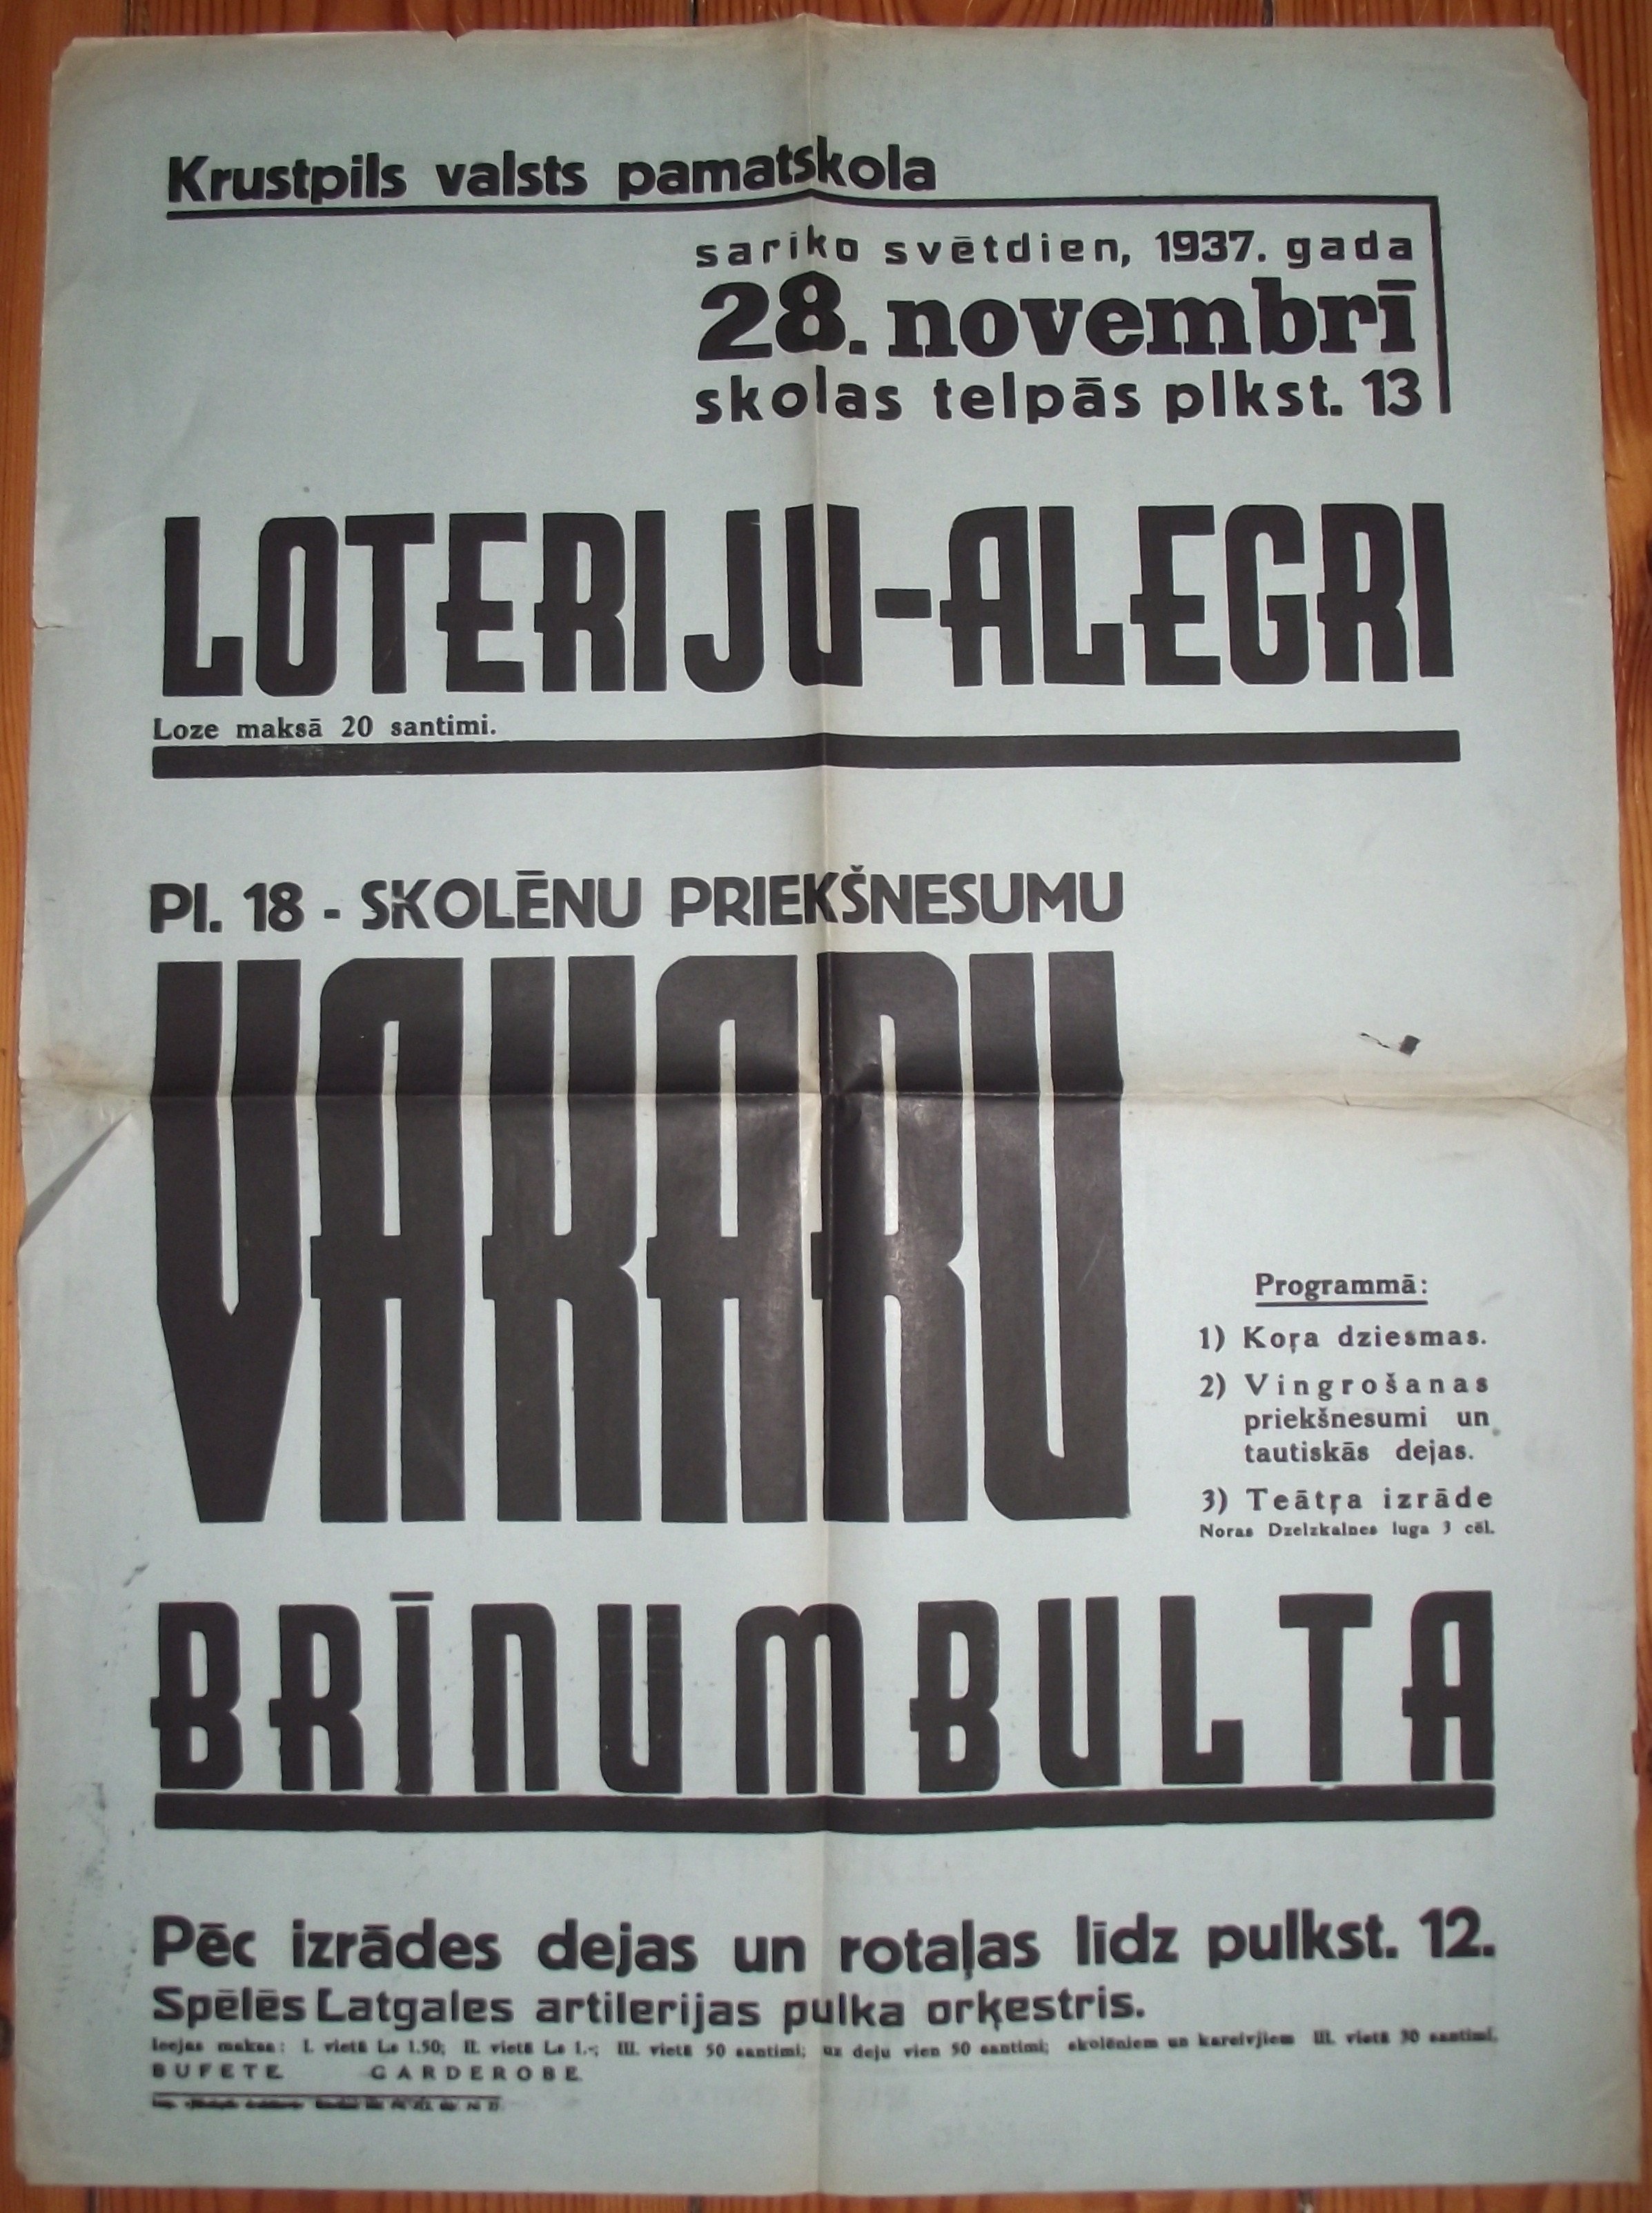 Krustpils valsts pamatskola
sarīko svētdien, 1937. gada
28. novembrī
skolas telpās plkst. 13
LOTERIJU-ALEGRI
Loze maksā 20 santimi.
Pl. 18 - SKOLĒNU PRIEKŠNESUMU
VAKARU
Programmā:
1) Koŗa dziesmas.
2) Vingrošanas
priekšnesumi un
tautiskās dejas.
3) Teātŗa izrāde
Noras Dzelzkalnes luga 3 cēl.
BRĪNUMBULTA
Pēc izrādes dejas un rotaļas līdz pulkst. 12.
Spēlēs Latgales artilerijas pulka orķestris.
Ieejas maksa: I. vietā Ls 1.50; II. vietā Ls 1.-; III. vietā 50 santimi; uz deju vien 50 santimi; skolēniem un kareivjiem III. vietā 30 santimi.
BUFETE GARDEROBE